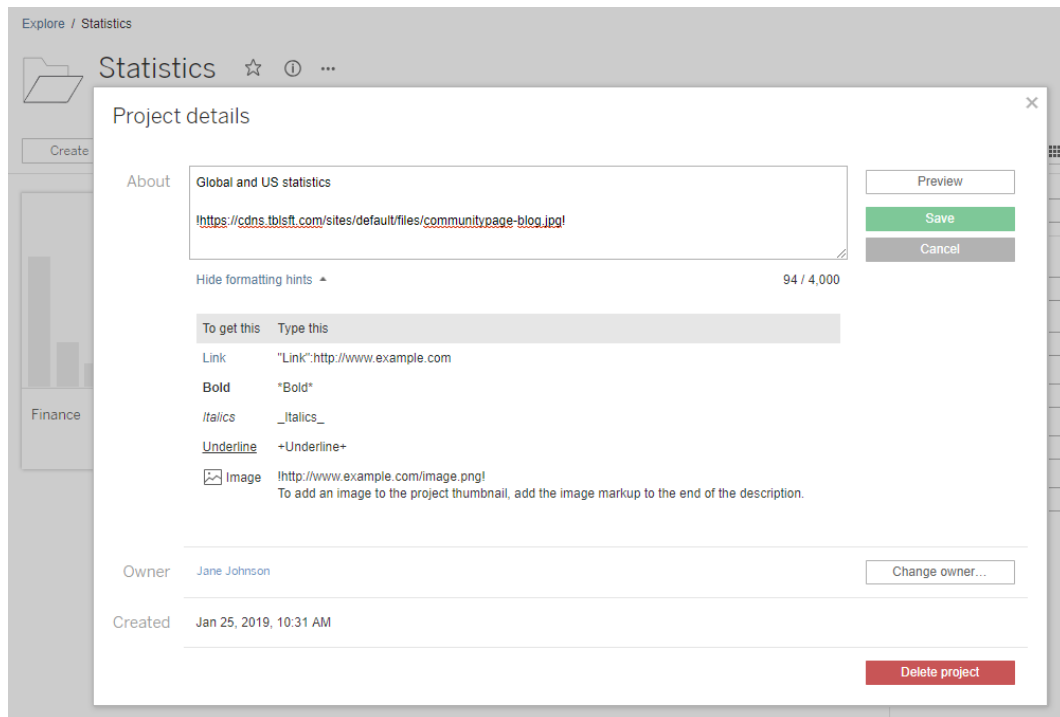 Explore / Statistics
Statistics
Create
Project details
About
Global and US statistics
!https://cdns.tblsft.com/sites/default/files/communitypage-blog.jpg!
Preview
Save
Cancel
Hide formatting hints
94 / 4,000
To get this Type this
Link "Link":http://www.example.com
Bold *Bold*
Italics _Italics_
Underline +Underline+
Image !http://www.example.com/image.png!
To add an image to the project thumbnail, add the image markup to the end of the description.
Finance
Owner Jane Johnson Change owner...
Created Jan 25, 2019, 10:31 AM
Delete project